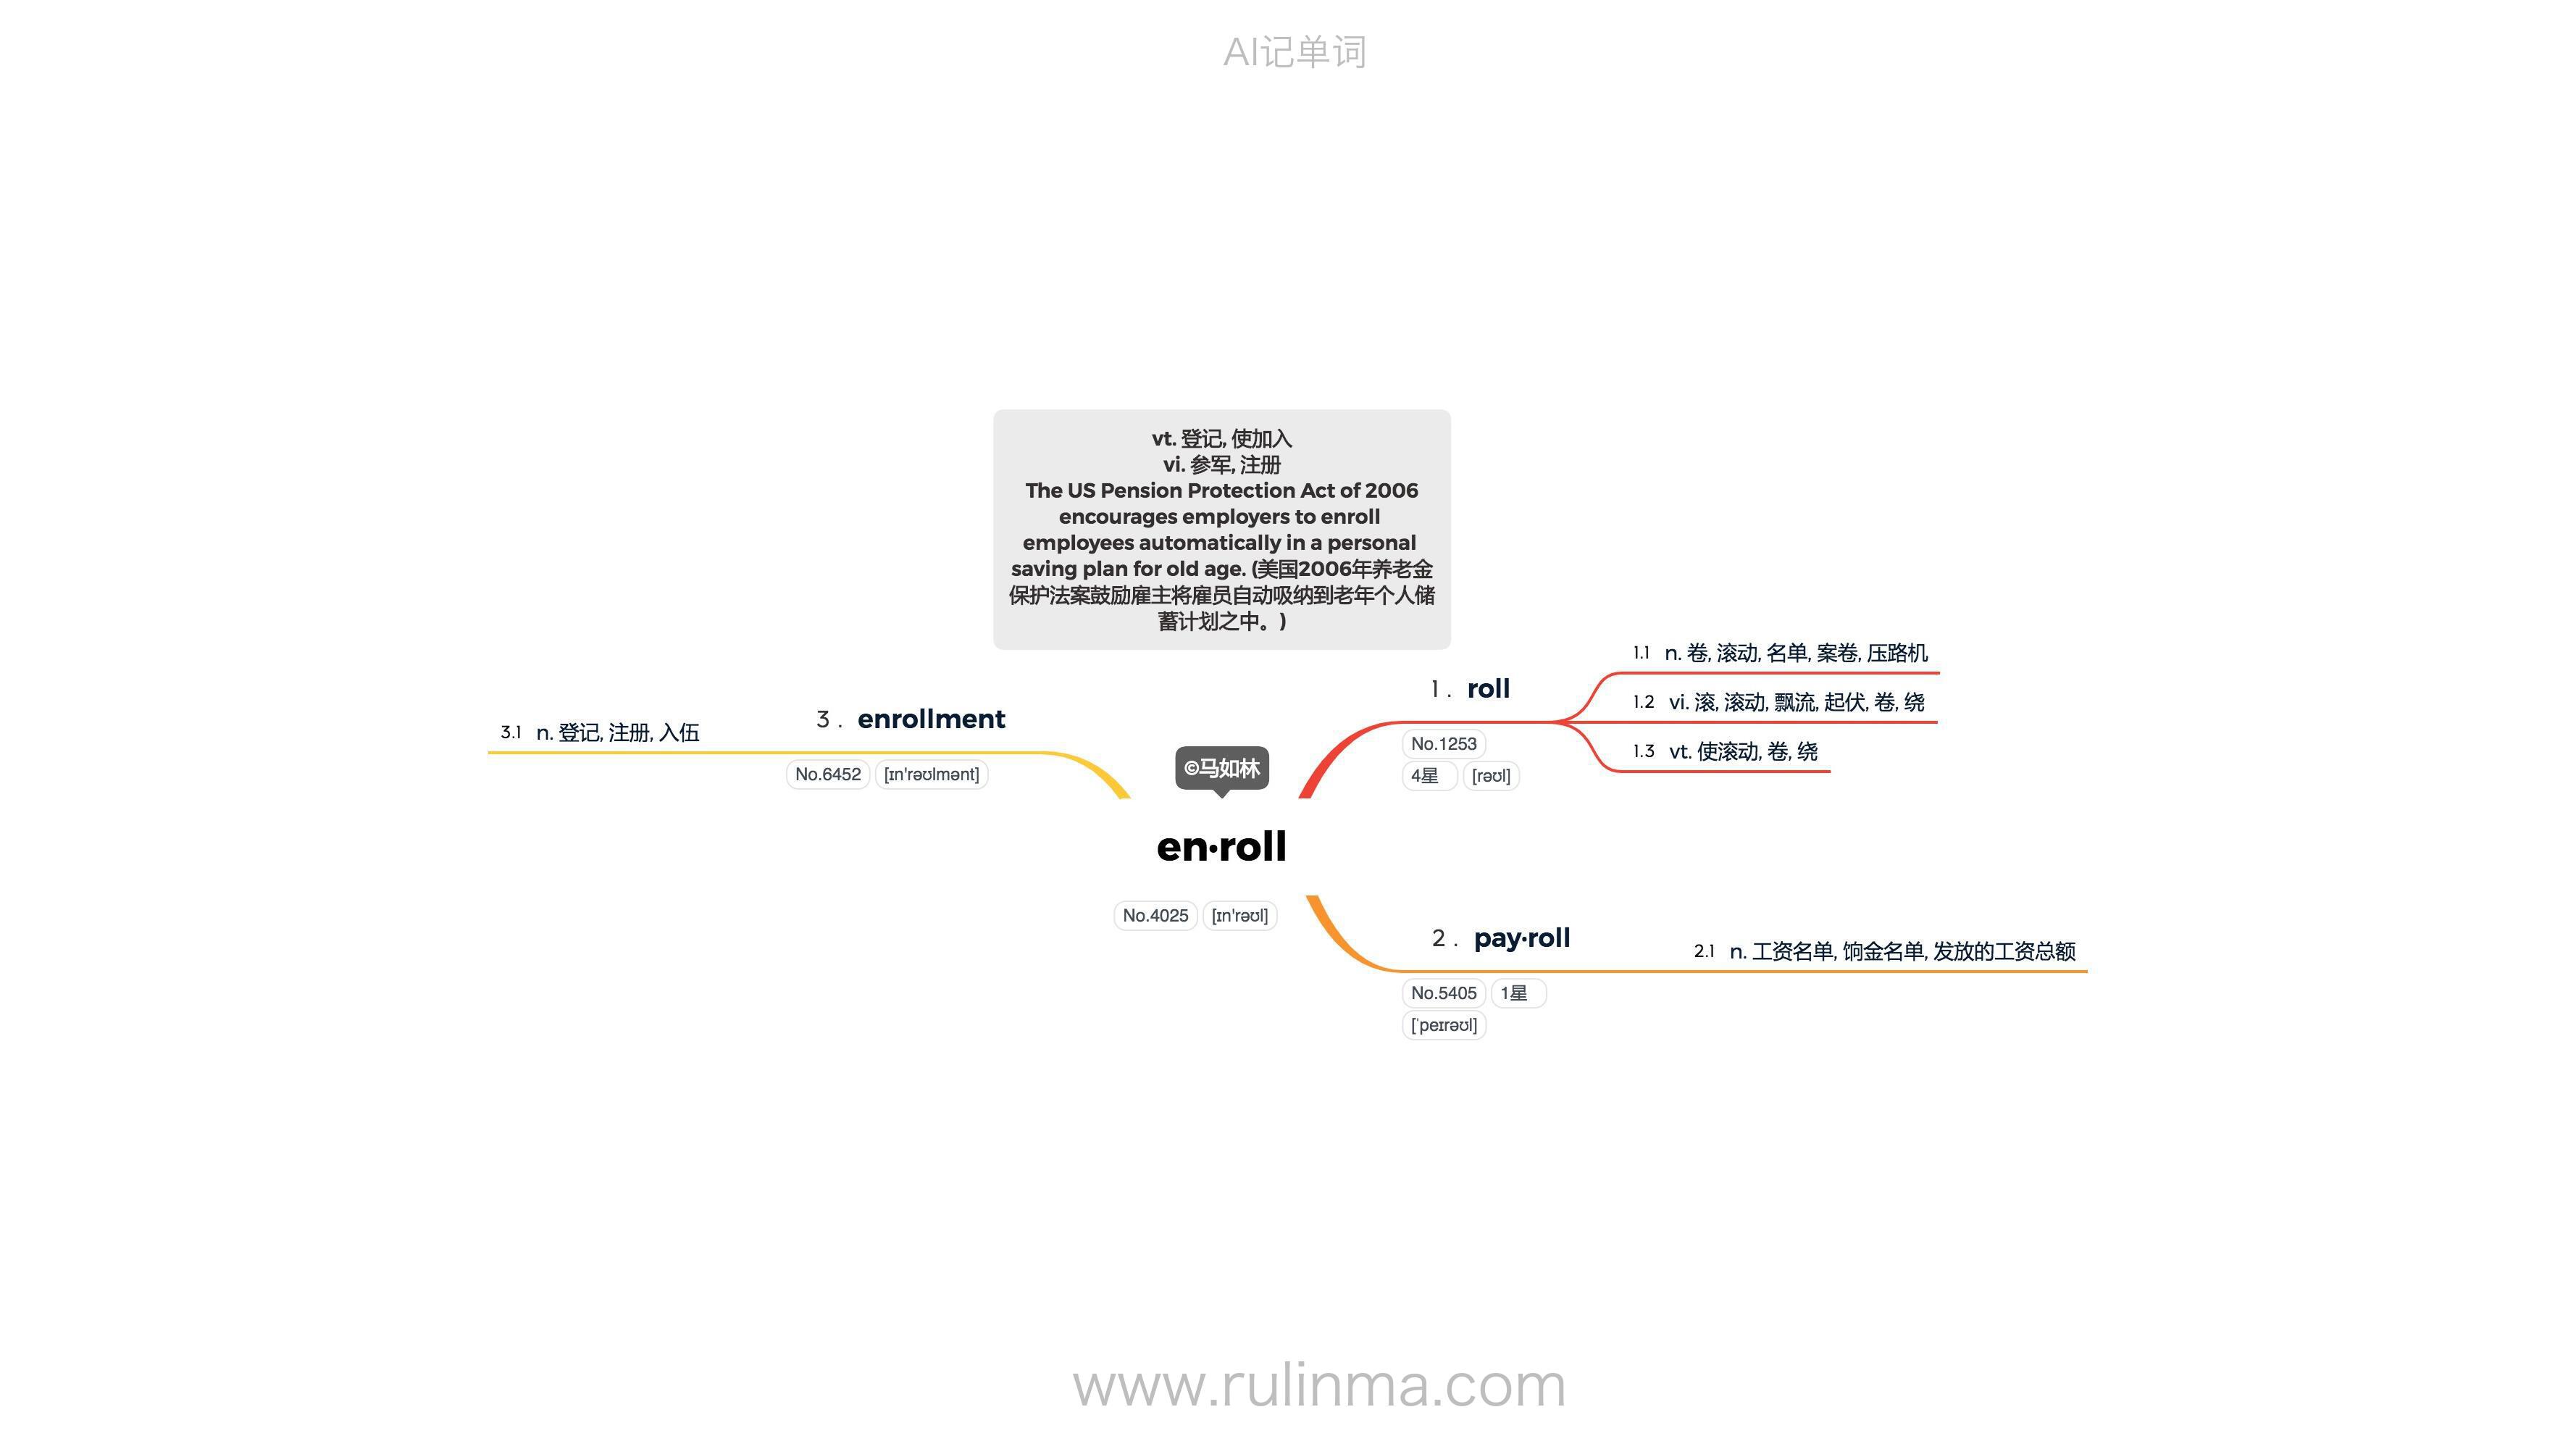 AI记单词
vt. 登记, 使加入
vi. 参军, 注册
The US Pension Protection Act of 2006
encourages employers to enroll
employees automatically in a personal
saving plan for old age. (美国2006年养老金
保护法案鼓励雇主将雇员自动吸纳到老年个人储
蓄计划之中。)
©马如林
en·roll
No.4025 [ɪn'rəʊl]
1. roll
No.1253
4星 [rəʊl]
1.1 n. 卷, 滚动, 名单, 案卷, 压路机
1.2 vi. 滚, 滚动, 飘流, 起伏, 卷, 绕
1.3 vt. 使滚动, 卷, 绕
2. pay·roll
No.5405 1星
[ˈpeɪrəʊl]
2.1 n. 工资名单, 饷金名单, 发放的工资总额
3. enrollment
No.6452 [ɪn'rəʊlmənt]
3.1 n. 登记, 注册, 入伍
www.rulinma.com